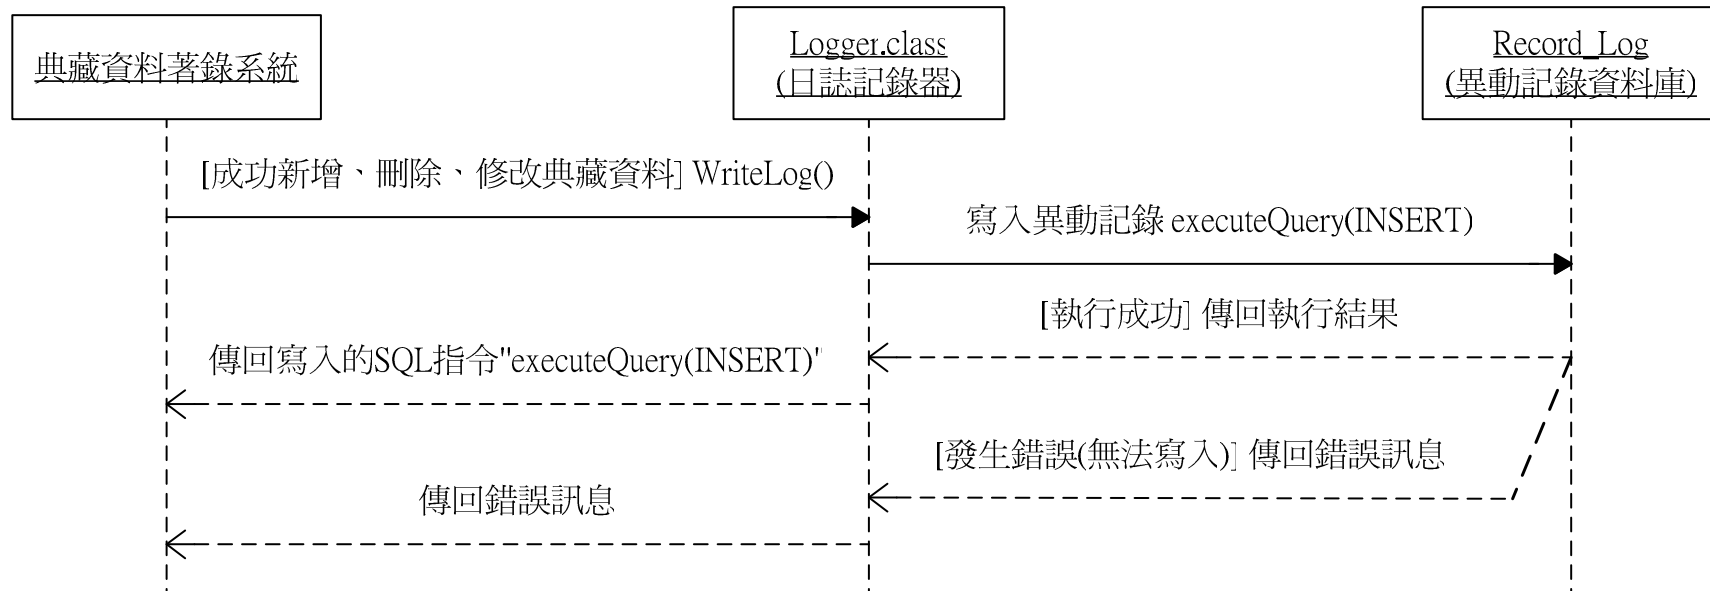 典藏資料著錄系統
Logger.class
(日誌記錄器)
Record_Log
(異動記錄資料庫)
[成功新增、刪除、修改典藏資料] WriteLog()
寫入異動記錄 executeQuery(INSERT)
[執行成功] 傳回執行結果
傳回寫入的SQL指令"executeQuery(INSERT)"
[發生錯誤(無法寫入)] 傳回錯誤訊息
傳回錯誤訊息